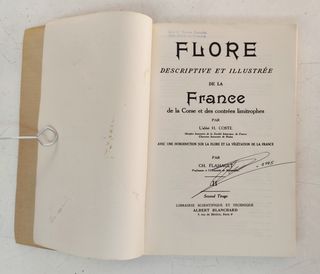 FLORE
DESCRIPTIVE ET ILLUSTRÉE
DE LA
France
de la Corse et des contrées limitrophes
PAR
L'abbé H. COSTE
AVEC UNE INTRODUCTION SUR LA FLORE ET LA VÉGÉTATION DE LA FRANCE
PAR
CH. FLAHAULT
Second Tirage
LIBRAIRIE SCIENTIFIQUE ET TECHNIQUE
ALBERT BLANCHARD